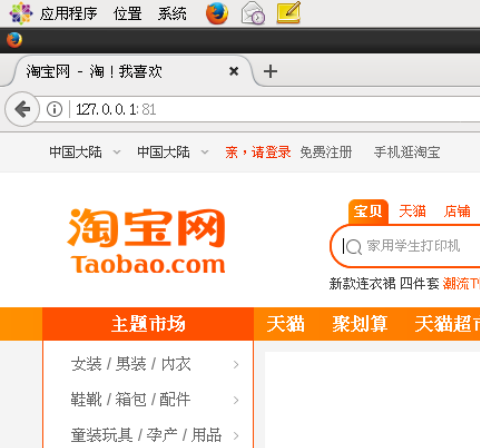 应用程序 位置 系统
淘宝网 - 淘！我喜欢
127.0.0.1:81
中国大陆 中国大陆 亲，请登录 免费注册 手机逛淘宝
宝贝 天猫 店铺
淘宝网
家用学生打印机
Taobao.com
新款连衣裙 四件套 潮流T
主题市场 天猫 聚划算 天猫超市
女装 / 男装 / 内衣
鞋靴 / 箱包 / 配件
童装玩具 / 孕产 / 用品